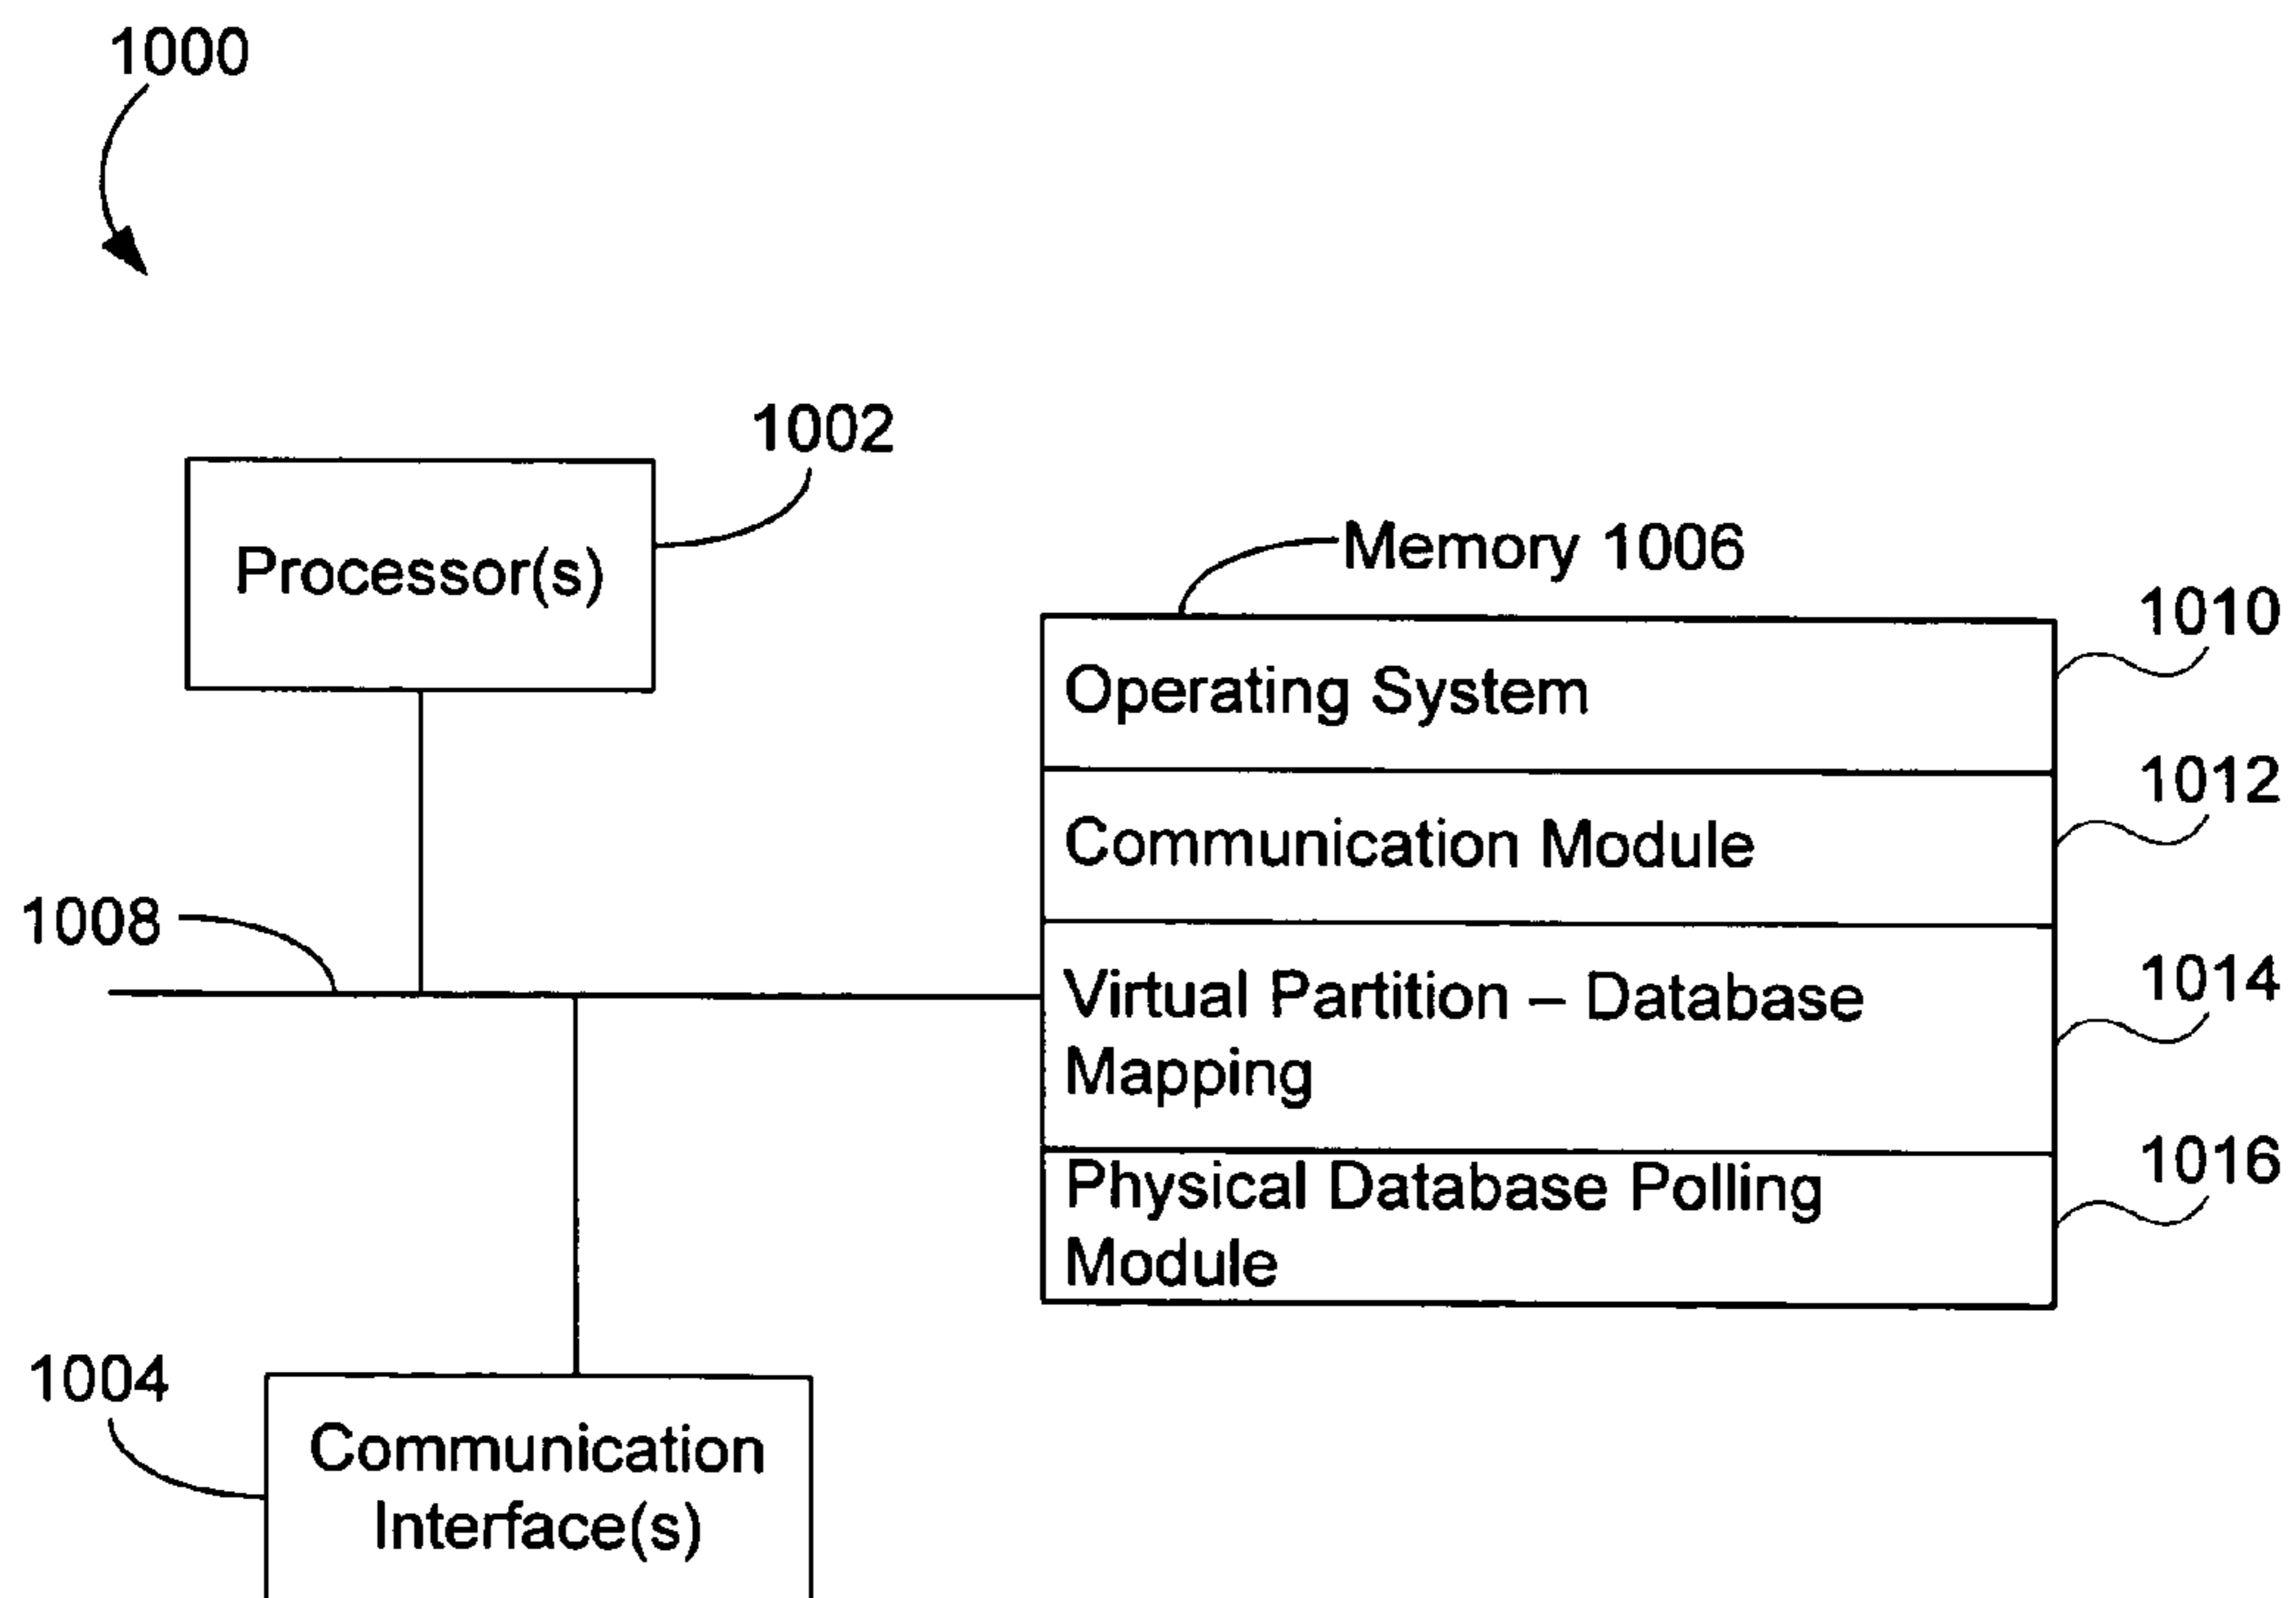 1000
1002
Processor(s)
Memory 1006
1010
Operating System
1012
Communication Module
1008
1014
Virtual Partition – Database
Mapping
1016
Physical Database Polling
Module
1004
Communication
Interface(s)